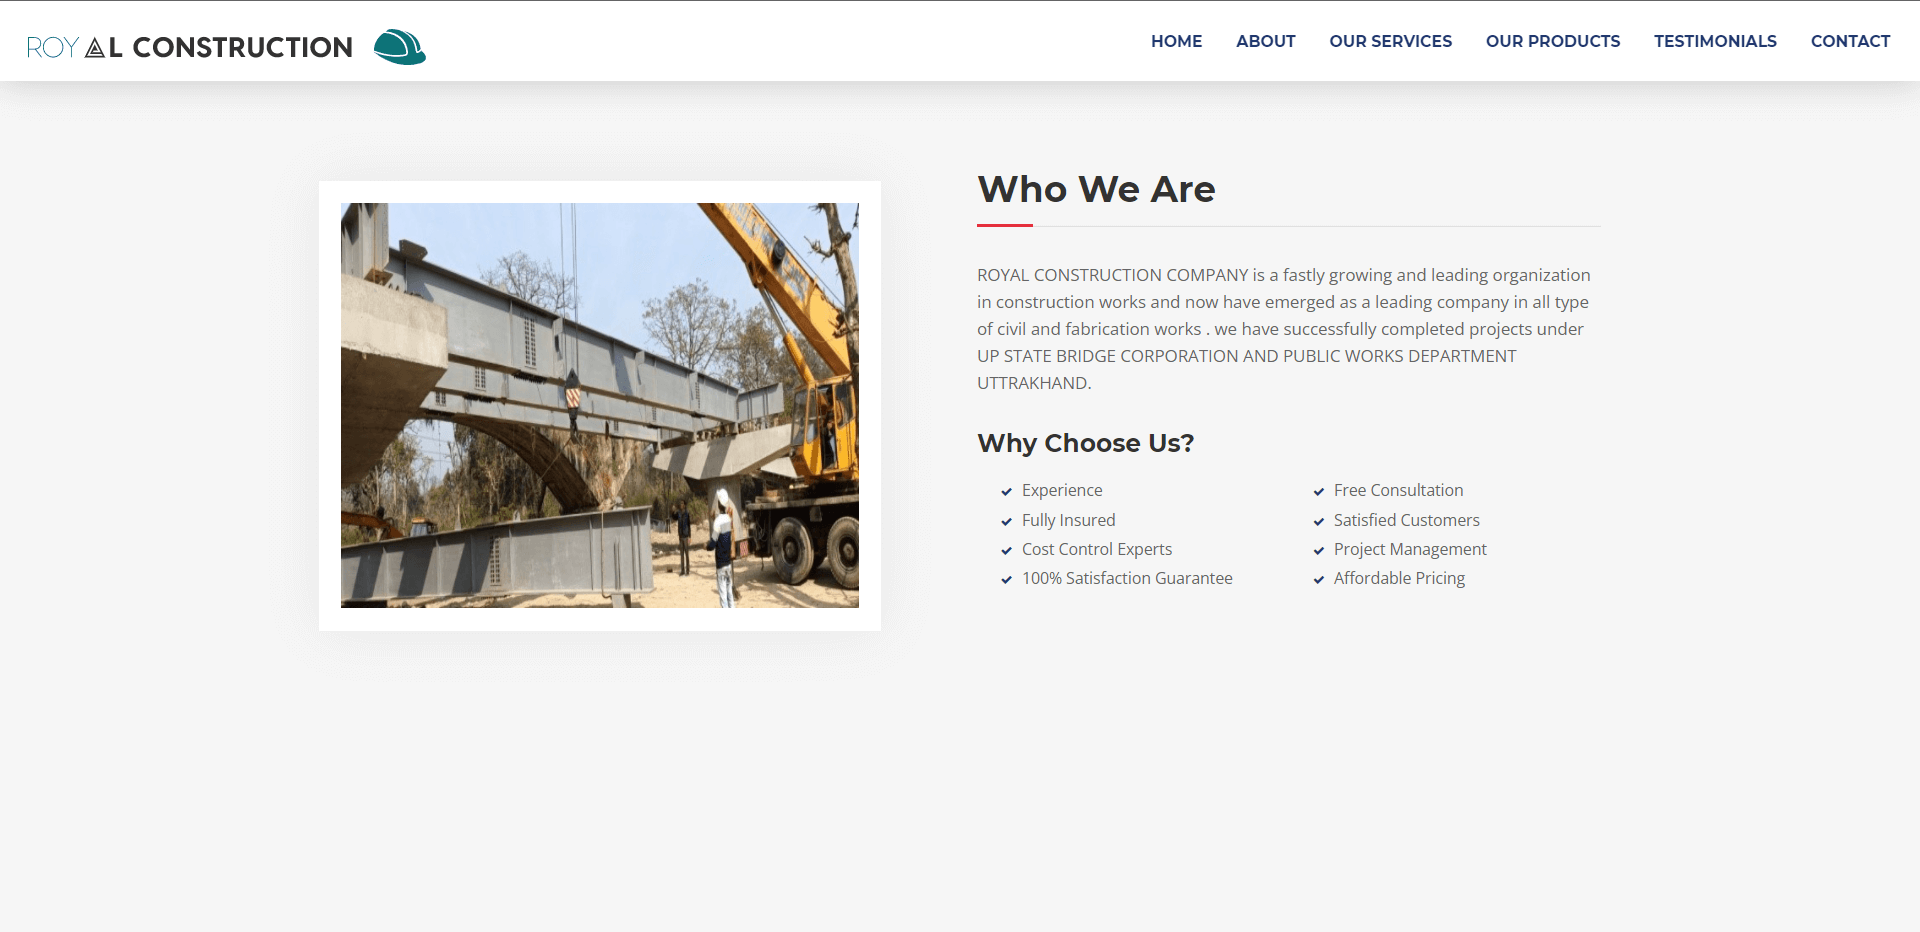 ROYAL CONSTRUCTION
HOME ABOUT OUR SERVICES OUR PRODUCTS TESTIMONIALS CONTACT
Who We Are
ROYAL CONSTRUCTION COMPANY is a fastly growing and leading organization
in construction works and now have emerged as a leading company in all type
of civil and fabrication works . we have successfully completed projects under
UP STATE BRIDGE CORPORATION AND PUBLIC WORKS DEPARTMENT
UTTRAKHAND.
Why Choose Us?
Experience
Fully Insured
Cost Control Experts
100% Satisfaction Guarantee
Free Consultation
Satisfied Customers
Project Management
Affordable Pricing